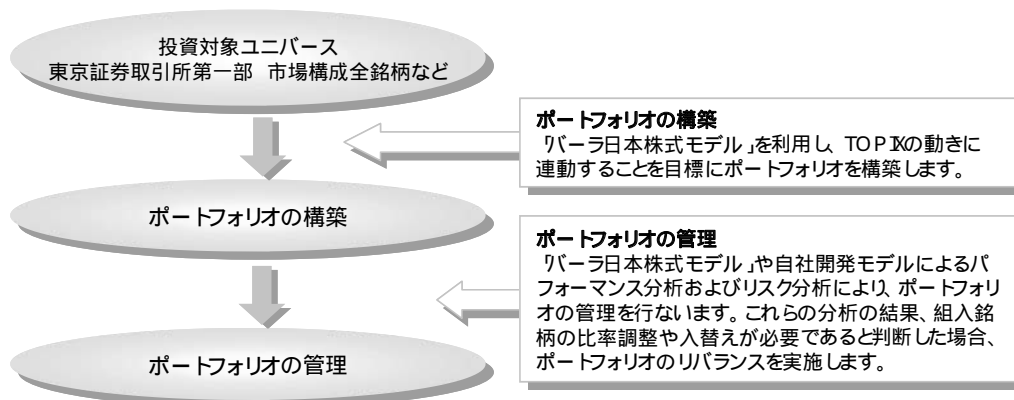 投資対象ユニバース
東京証券取引所第一部 市場構成全銘柄など
ポートフォリオの構築
「バーラ日本株式モデル」を利用し、TOPIXの動きに
連動することを目標にポートフォリオを構築します。
ポートフォリオの構築
ポートフォリオの管理
「バーラ日本株式モデル」や自社開発モデルによるパ
フォーマンス分析およびリスク分析により、ポートフォリ
オの管理を行ないます。これらの分析の結果、組入銘
柄の比率調整や入替えが必要であると判断した場合、
ポートフォリオのリバランスを実施します。
ポートフォリオの管理